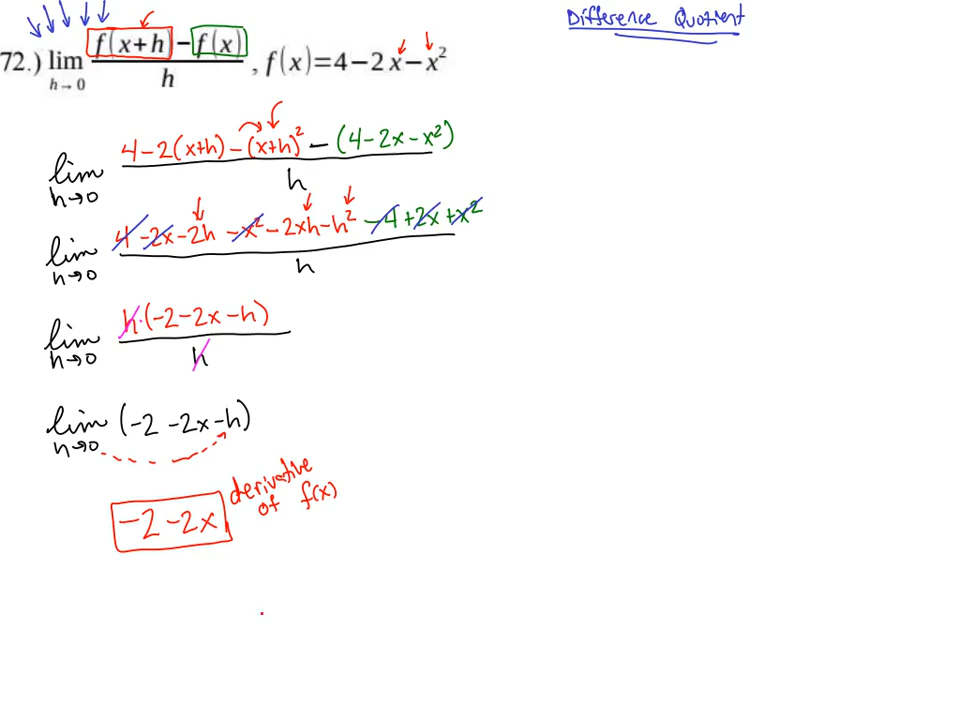 Difference Quotient
72.) lim h→0 f(x+h)−f(x) / h , f(x)=4−2x−x²
lim h→0 4−2(x+h)−(x+h)² − (4−2x−x²) / h
lim h→0 4−2x−2h−x²−2xh−h²−4+2x+x² / h
lim h→0 h·(−2−2x−h) / h
lim h→0 (−2−2x−h)
−2−2x derivative of f(x)